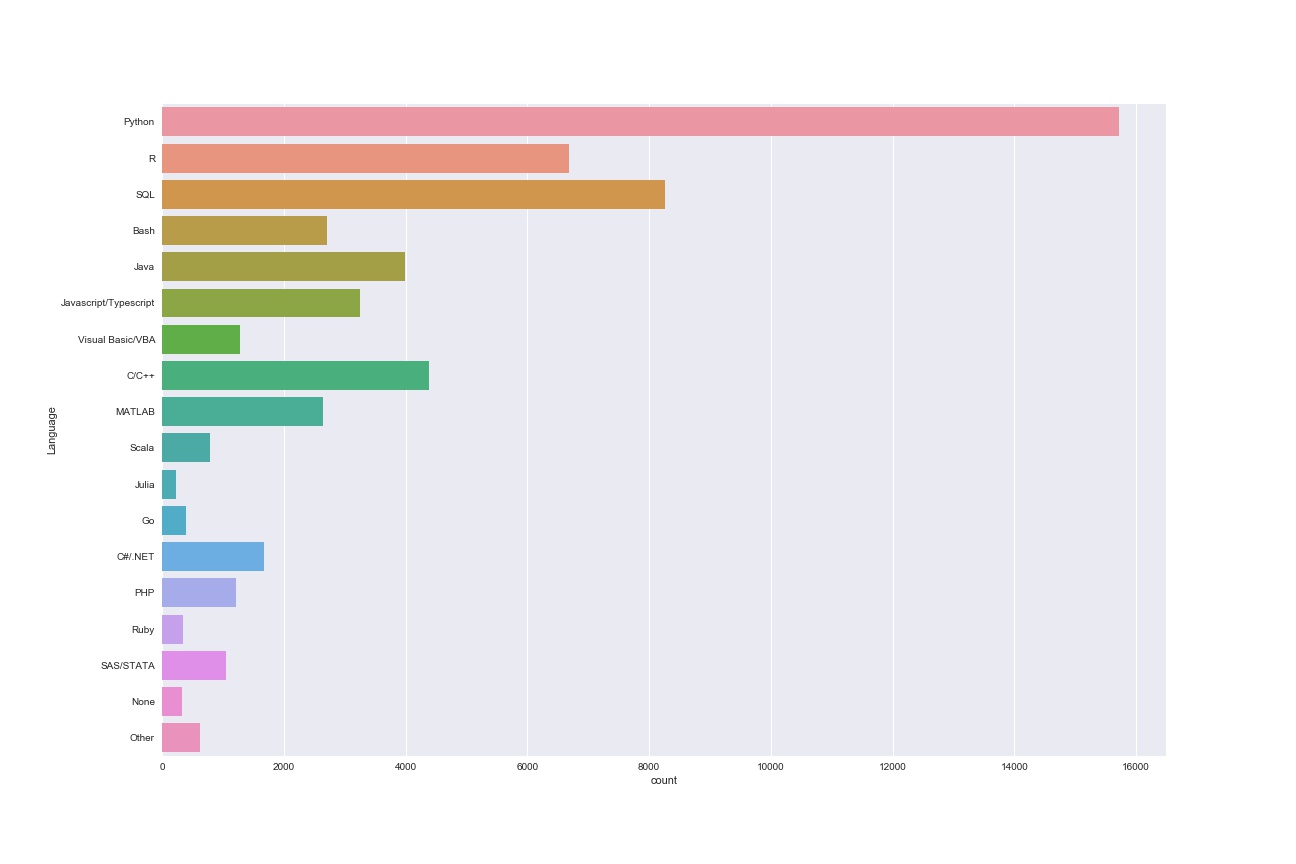 Python
R
SQL
Bash
Java
Javascript/Typescript
Visual Basic/VBA
C/C++
MATLAB
Scala
Julia
Go
C#/.NET
PHP
Ruby
SAS/STATA
None
Other
Language
0 2000 4000 6000 8000 10000 12000 14000 16000
count